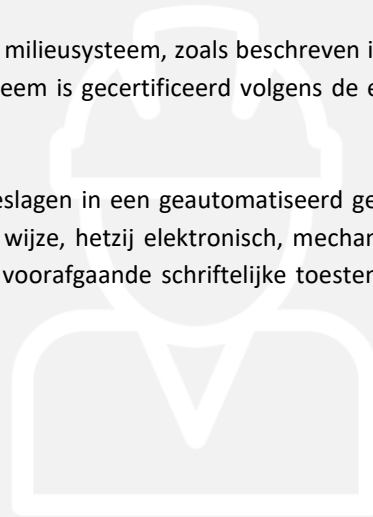 milieusysteem, zoals beschreven i
eem is gecertificeerd volgens de e
eslagen in een geautomatiseerd ge
wijze, hetzij elektronisch, mechan
voorafgaande schriftelijke toesten